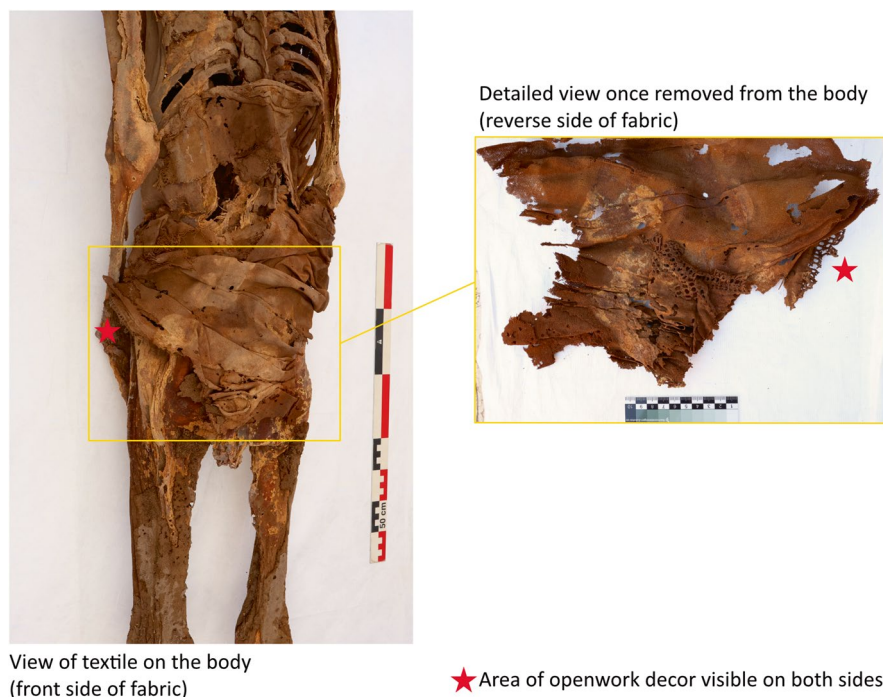 Detailed view once removed from the body
(reverse side of fabric)
50 cm
View of textile on the body
(front side of fabric)
Area of openwork decor visible on both sides